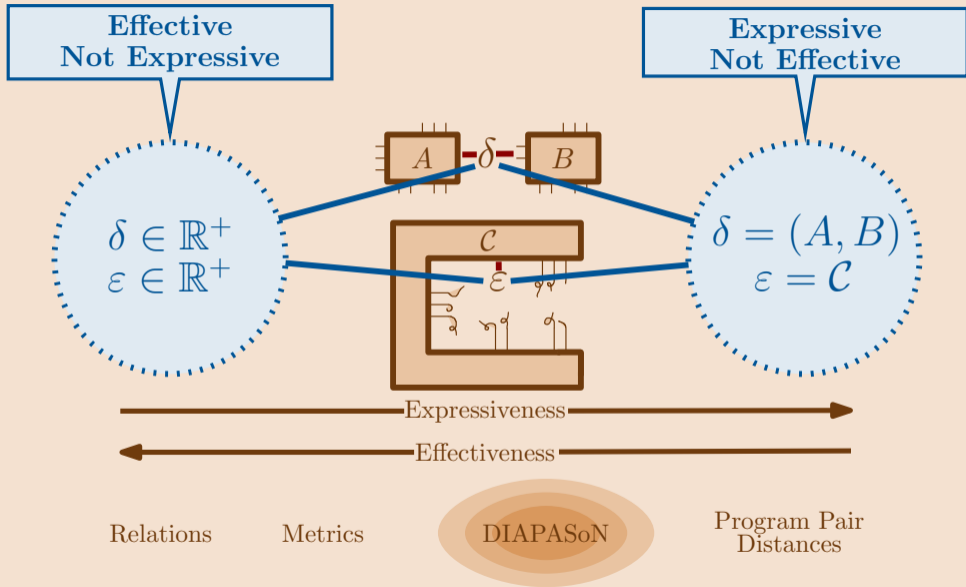 Effective
Not Expressive
Expressive
Not Effective
A
δ
B
δ ∈ ℝ⁺
ε ∈ ℝ⁺
𝒞
ε
δ = (A, B)
ε = 𝒞
Expressiveness
Effectiveness
Relations
Metrics
DIAPASoN
Program Pair
Distances